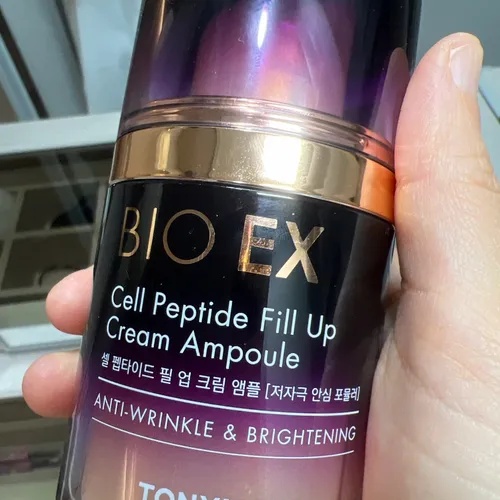 BIO EX
Cell Peptide Fill Up
Cream Ampoule
셀 펩타이드 필 업 크림 앰플 [저자극 안심 포뮬러]
ANTI-WRINKLE & BRIGHTENING